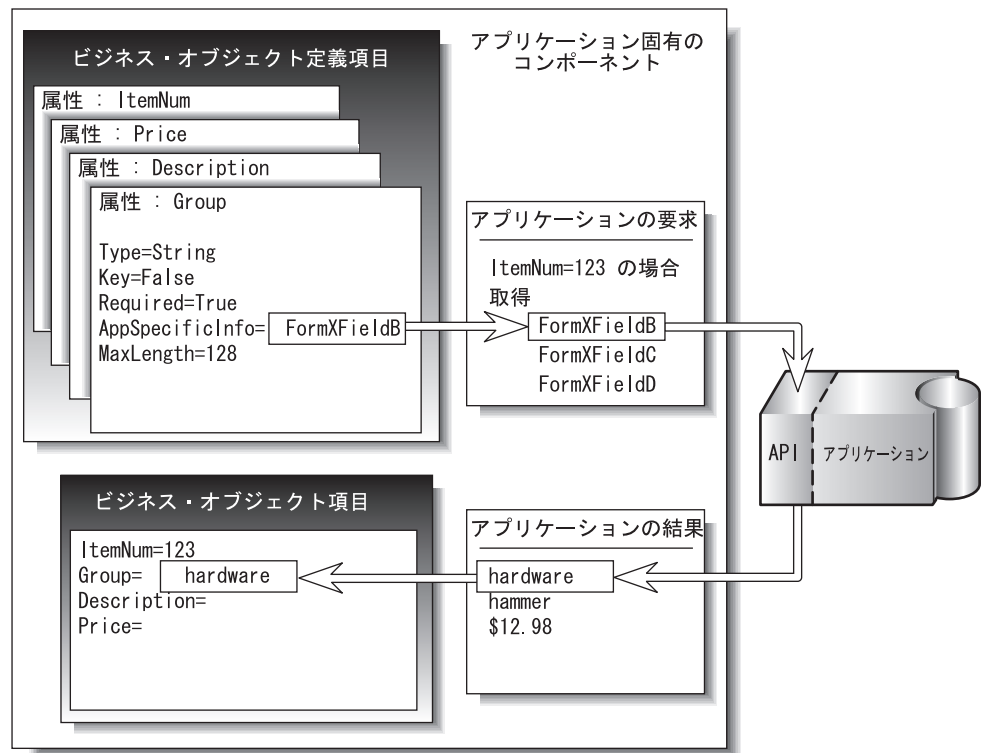 ビジネス・オブジェクト定義項目
アプリケーション固有の
コンポーネント
属性 : ItemNum
属性 : Price
属性 : Description
属性 : Group
Type=String
Key=False
Required=True
AppSpecificInfo= FormXFieldB
MaxLength=128
アプリケーションの要求
ItemNum=123 の場合
取得
FormXFieldB
FormXFieldC
FormXFieldD
API
アプリケーション
ビジネス・オブジェクト項目
ItemNum=123
Group= hardware
Description=
Price=
アプリケーションの結果
hardware
hammer
$12.98